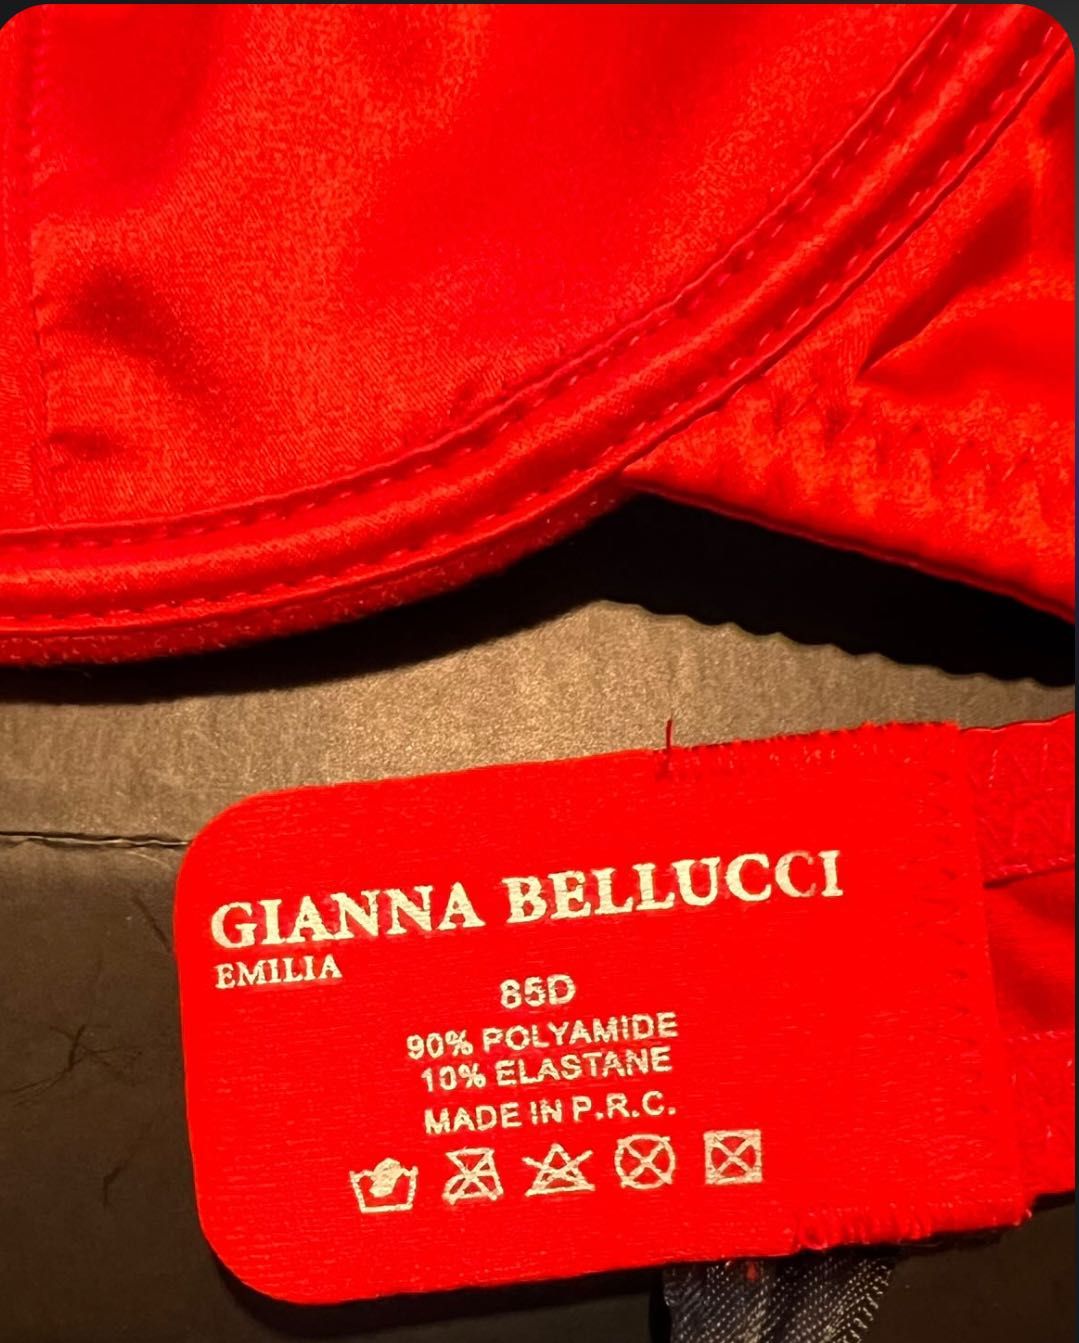 GIANNA BELLUCCI
EMILIA
85D
90% POLYAMIDE
10% ELASTANE
MADE IN P.R.C.